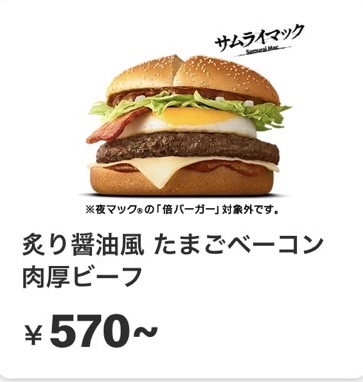 サムライマック
Samurai Mac
※夜マック®の「倍バーガー」対象外です。
炙り醤油風 たまごベーコン
肉厚ビーフ
￥570~